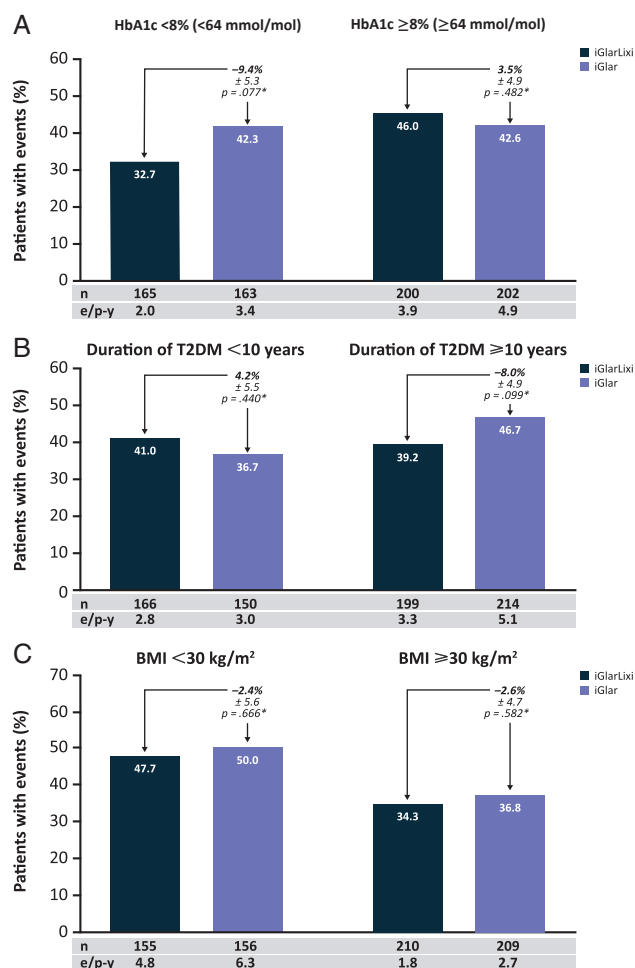 A
HbA1c <8% (<64 mmol/mol)
HbA1c ≥8% (≥64 mmol/mol)
iGlarLixi
iGlar
Patients with events (%)
60
50
40
30
20
10
0
–9.4%
± 5.3
p = .077*
3.5%
± 4.9
p = .482*
32.7
42.3
46.0
42.6
n 165 163 200 202
e/p-y 2.0 3.4 3.9 4.9
B
Duration of T2DM <10 years
Duration of T2DM ⩾10 years
iGlarLixi
iGlar
Patients with events (%)
60
50
40
30
20
10
0
4.2%
± 5.5
p = .440*
–8.0%
± 4.9
p = .099*
41.0
36.7
39.2
46.7
n 166 150 199 214
e/p-y 2.8 3.0 3.3 5.1
C
BMI <30 kg/m²
BMI ⩾30 kg/m²
iGlarLixi
iGlar
Patients with events (%)
70
60
50
40
30
20
10
0
–2.4%
± 5.6
p = .666*
–2.6%
± 4.7
p = .582*
47.7
50.0
34.3
36.8
n 155 156 210 209
e/p-y 4.8 6.3 1.8 2.7